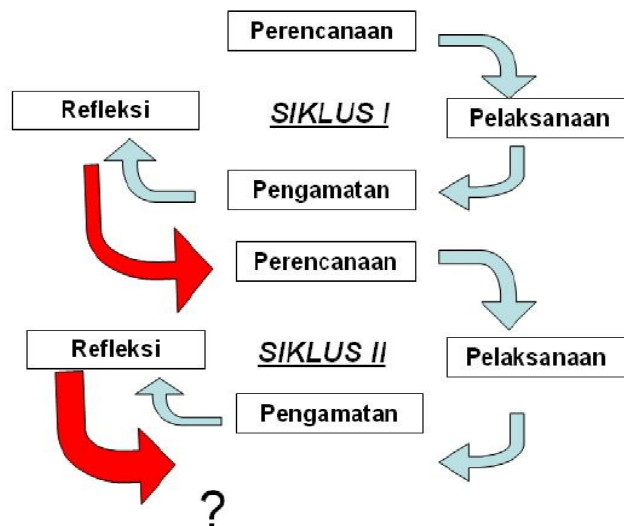 Perencanaan
Refleksi
SIKLUS I
Pelaksanaan
Pengamatan
Perencanaan
Refleksi
SIKLUS II
Pelaksanaan
Pengamatan
?